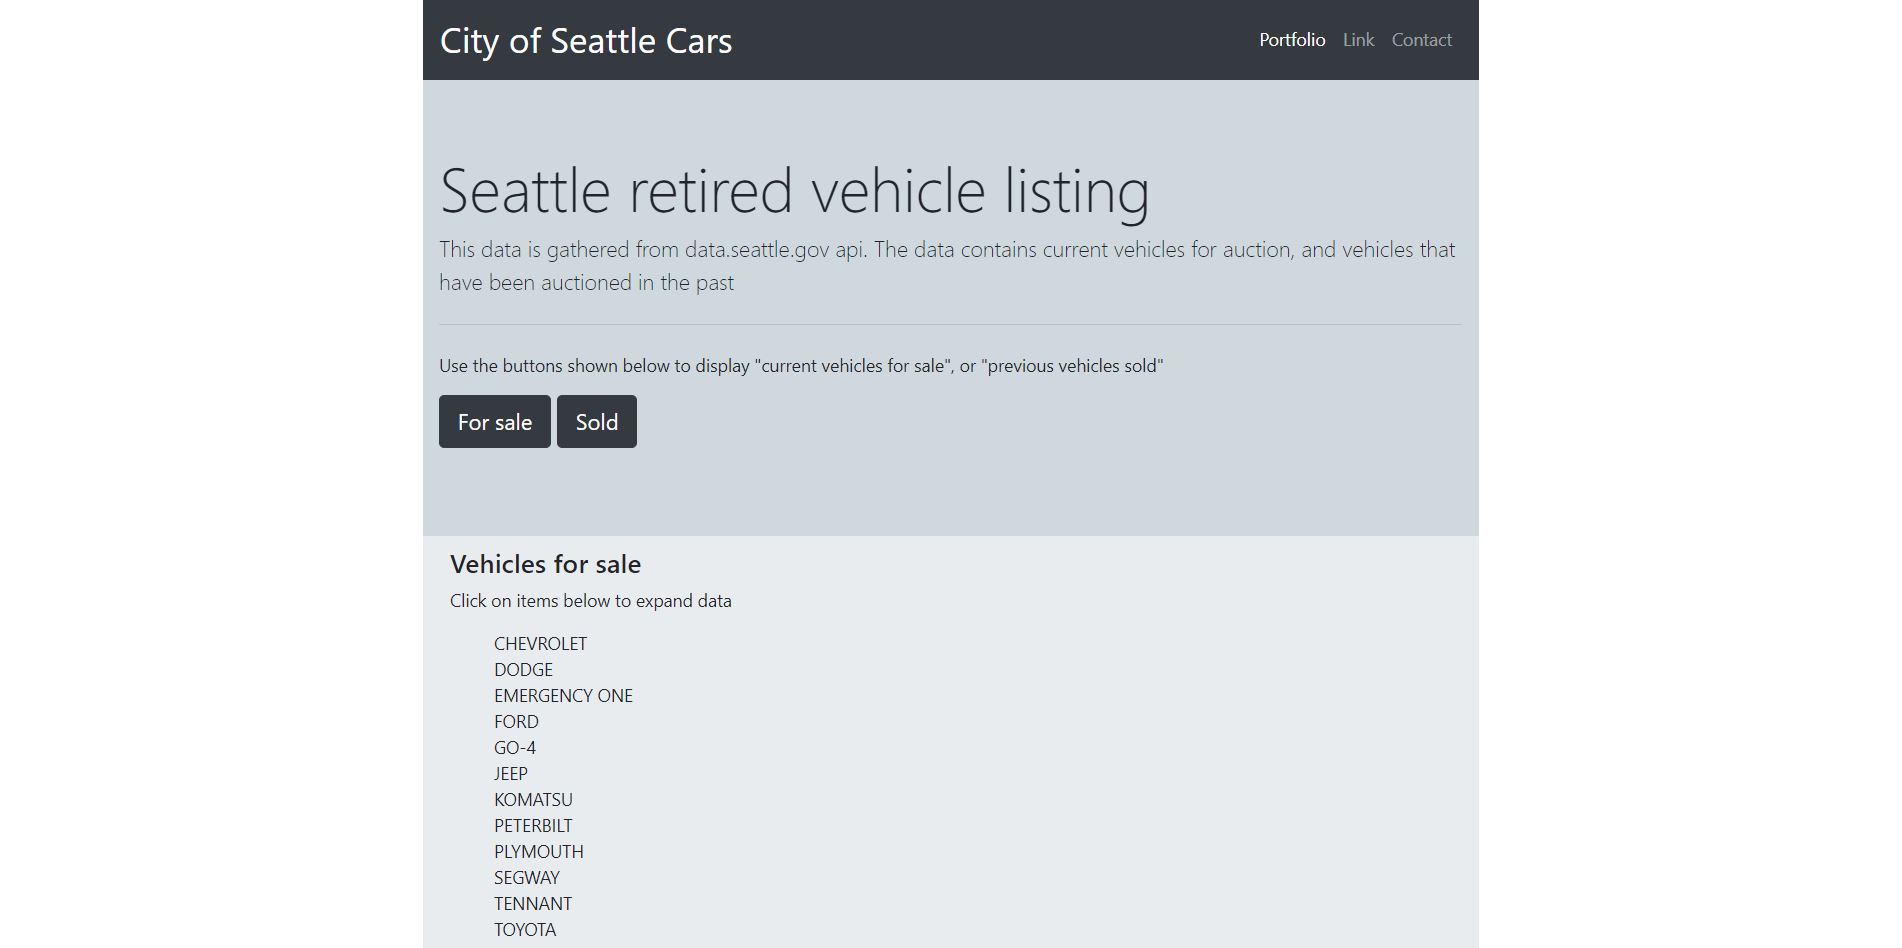 City of Seattle Cars
Portfolio Link Contact
Seattle retired vehicle listing
This data is gathered from data.seattle.gov api. The data contains current vehicles for auction, and vehicles that
have been auctioned in the past
Use the buttons shown below to display "current vehicles for sale", or "previous vehicles sold"
For sale Sold
Vehicles for sale
Click on items below to expand data
CHEVROLET
DODGE
EMERGENCY ONE
FORD
GO-4
JEEP
KOMATSU
PETERBILT
PLYMOUTH
SEGWAY
TENNANT
TOYOTA